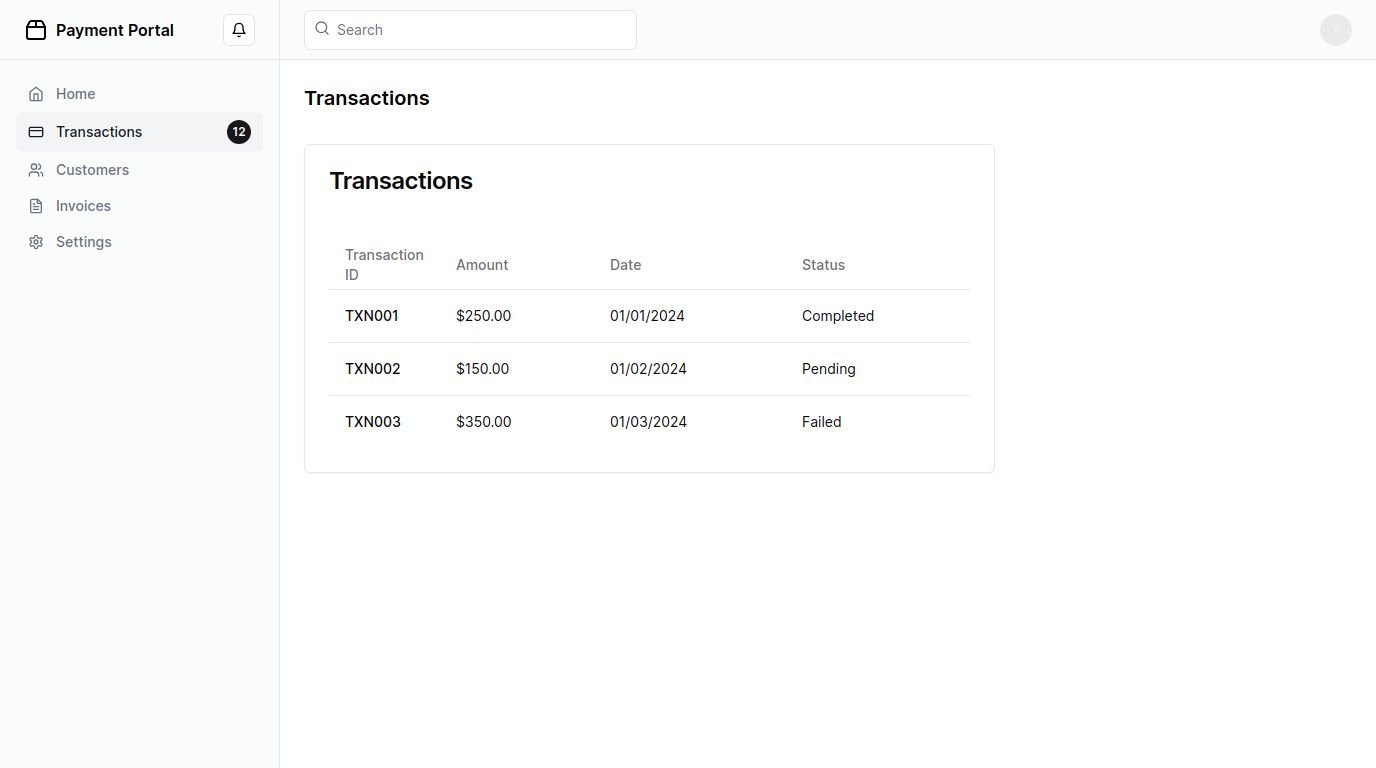 Payment Portal
Search
Home
Transactions 12
Customers
Invoices
Settings
Transactions
Transactions
Transaction
ID
Amount
Date
Status
TXN001 $250.00 01/01/2024 Completed
TXN002 $150.00 01/02/2024 Pending
TXN003 $350.00 01/03/2024 Failed